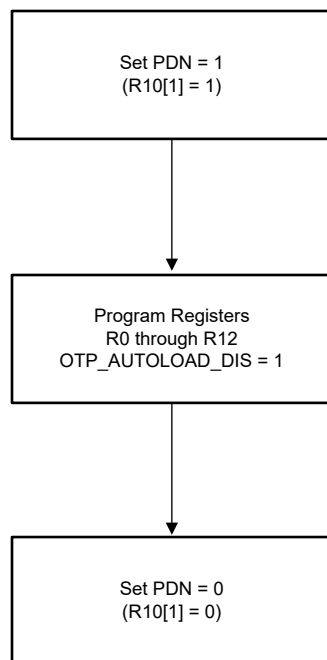 Set PDN = 1
(R10[1] = 1)
Program Registers
R0 through R12
OTP_AUTOLOAD_DIS = 1
Set PDN = 0
(R10[1] = 0)